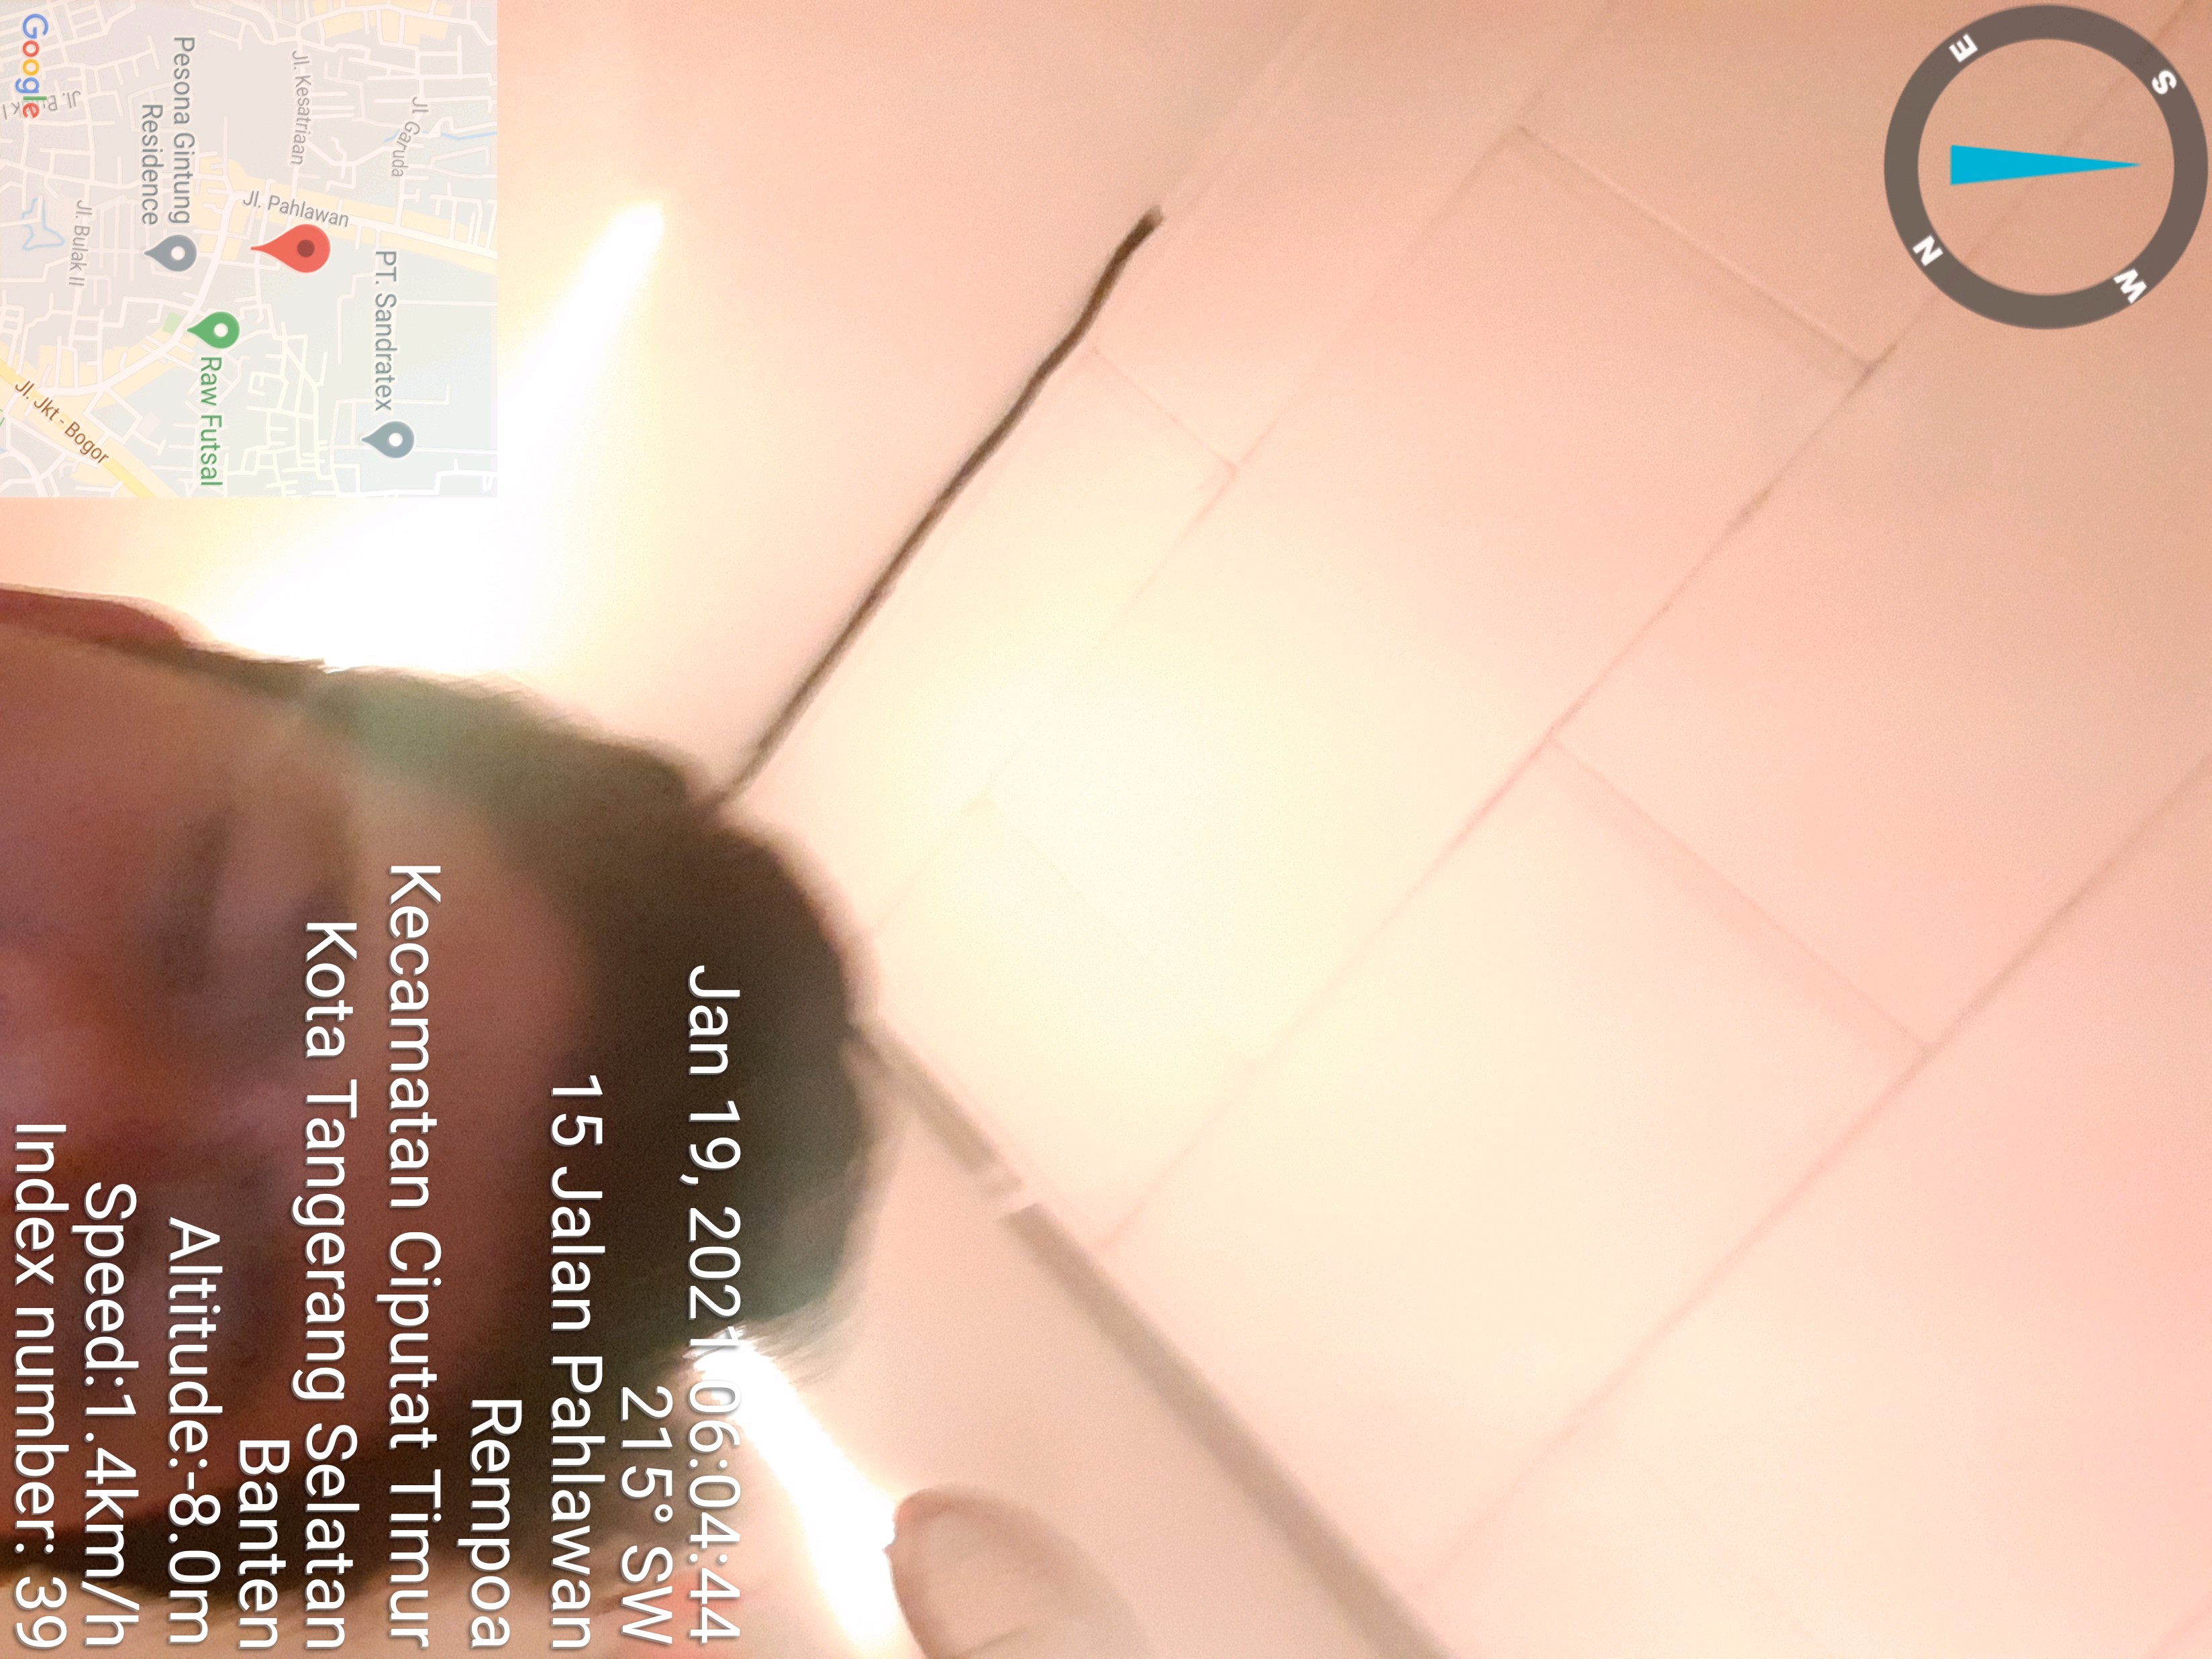 S
W
E
N
Jan 19, 2021 06:04:44
215° SW
15 Jalan Pahlawan
Rempoa
Kecamatan Ciputat Timur
Kota Tangerang Selatan
Banten
Altitude:-8.0m
Speed:1.4km/h
Index number: 39
Jl. Garuda
PT. Sandratex
Jl. Pahlawan
Jl. Kesatriaan
Raw Futsal
Pesona Gintung
Residence
Jl. Bulak II
Jl. Jkt - Bogor
Google